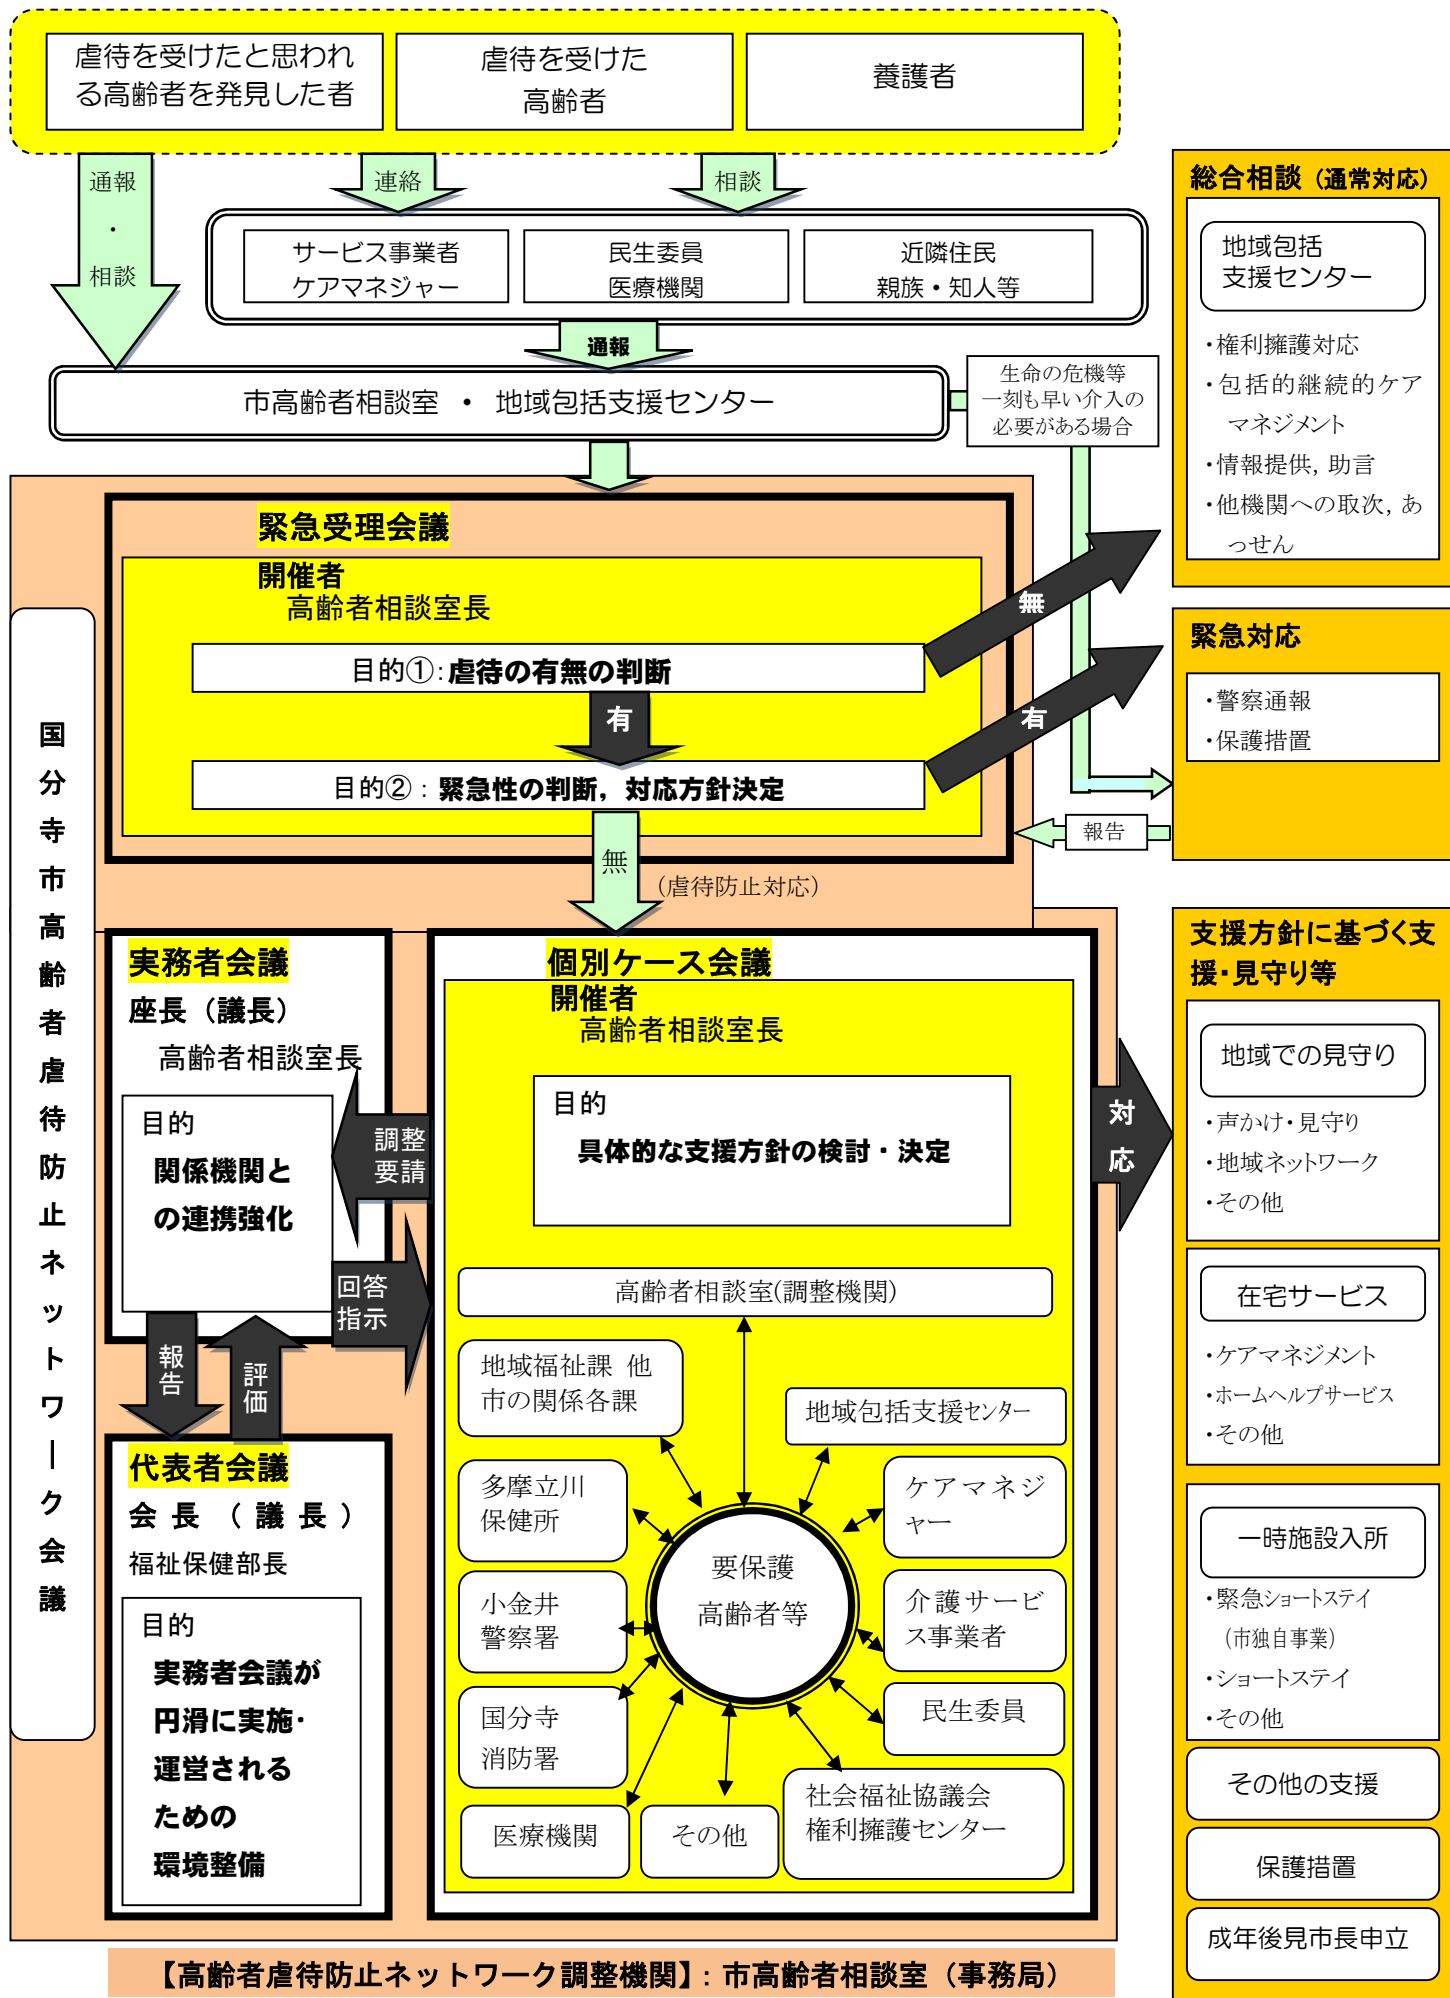 虐待を受けたと思われ
る高齢者を発見した者
虐待を受けた
高齢者
養護者
通報
・
相談
連絡
相談
サービス事業者
ケアマネジャー
民生委員
医療機関
近隣住民
親族・知人等
通報
市高齢者相談室 ・ 地域包括支援センター
生命の危機等
一刻も早い介入の
必要がある場合
総合相談（通常対応）
地域包括
支援センター
・権利擁護対応
・包括的継続的ケア
マネジメント
・情報提供，助言
・他機関への取次，あ
っせん
緊急受理会議
開催者
高齢者相談室長
目的①：虐待の有無の判断
有
目的②：緊急性の判断，対応方針決定
無
有
緊急対応
・警察通報
・保護措置
報告
無
（虐待防止対応）
国分寺市高齢者虐待防止ネットワーク会議
実務者会議
座長（議長）
高齢者相談室長
目的
関係機関と
の連携強化
調整
要請
回答
指示
報告
評価
代表者会議
会長（議長）
福祉保健部長
目的
実務者会議が
円滑に実施・
運営される
ための
環境整備
個別ケース会議
開催者
高齢者相談室長
目的
具体的な支援方針の検討・決定
高齢者相談室(調整機関)
地域福祉課 他
市の関係各課
地域包括支援センター
多摩立川
保健所
ケアマネジ
ャー
要保護
高齢者等
小金井
警察署
介護サービ
ス事業者
国分寺
消防署
民生委員
医療機関
その他
社会福祉協議会
権利擁護センター
対応
支援方針に基づく支
援・見守り等
地域での見守り
・声かけ・見守り
・地域ネットワーク
・その他
在宅サービス
・ケアマネジメント
・ホームヘルプサービス
・その他
一時施設入所
・緊急ショートステイ
（市独自事業）
・ショートステイ
・その他
その他の支援
保護措置
成年後見市長申立
【高齢者虐待防止ネットワーク調整機関】：市高齢者相談室（事務局）